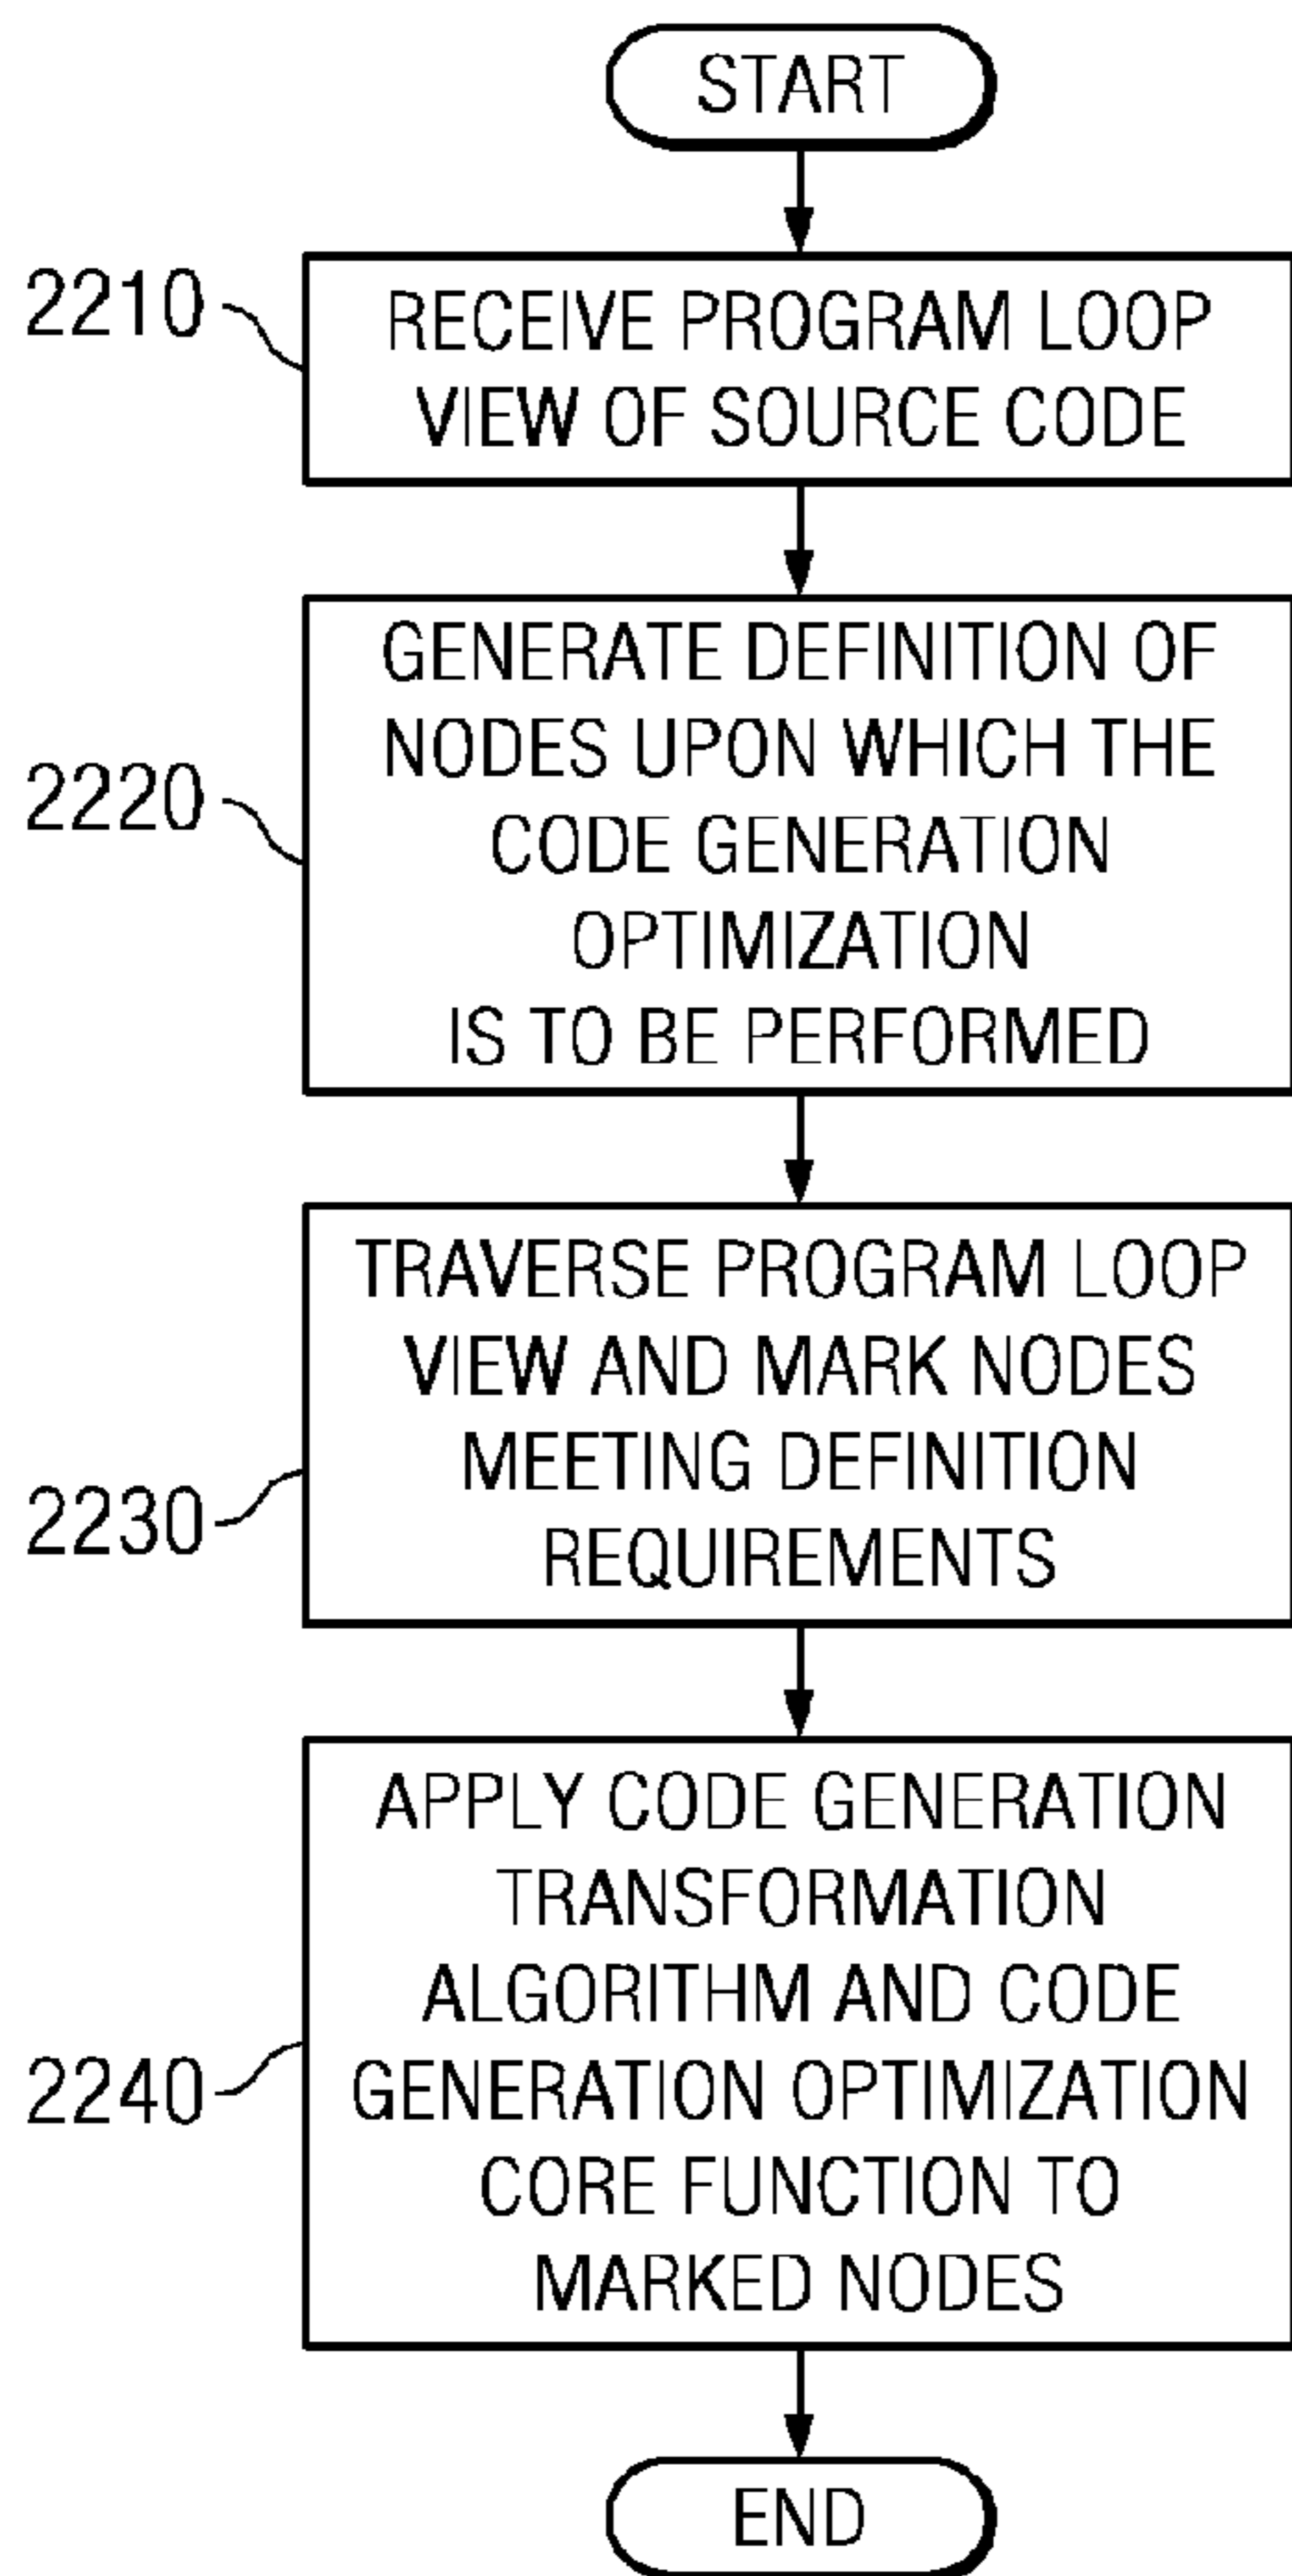 START
2210
RECEIVE PROGRAM LOOP
VIEW OF SOURCE CODE
2220
GENERATE DEFINITION OF
NODES UPON WHICH THE
CODE GENERATION
OPTIMIZATION
IS TO BE PERFORMED
2230
TRAVERSE PROGRAM LOOP
VIEW AND MARK NODES
MEETING DEFINITION
REQUIREMENTS
2240
APPLY CODE GENERATION
TRANSFORMATION
ALGORITHM AND CODE
GENERATION OPTIMIZATION
CORE FUNCTION TO
MARKED NODES
END